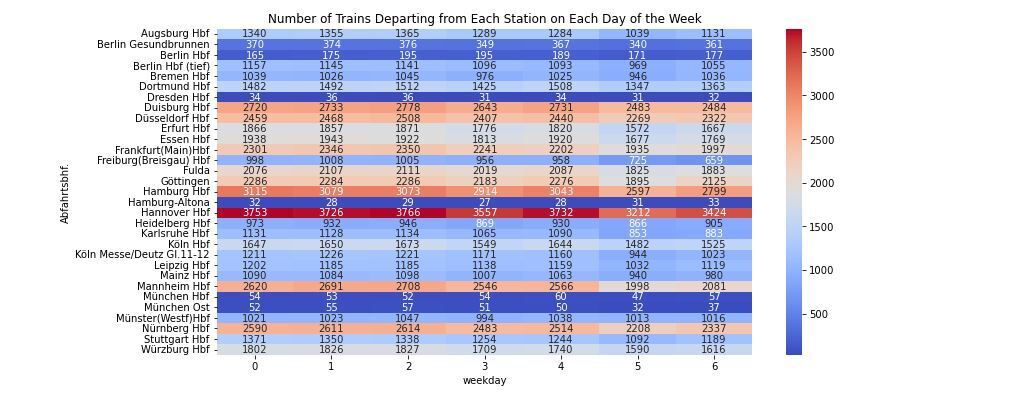 Number of Trains Departing from Each Station on Each Day of the Week
Abfahrtsbhf.
Augsburg Hbf 1340 1355 1365 1289 1284 1039 1131
Berlin Gesundbrunnen 370 374 376 349 367 340 361
Berlin Hbf 165 175 195 195 189 171 177
Berlin Hbf (tief) 1157 1145 1141 1096 1093 969 1055
Bremen Hbf 1039 1026 1045 976 1025 946 1036
Dortmund Hbf 1482 1492 1512 1425 1508 1347 1363
Dresden Hbf 34 36 36 31 34 31 32
Duisburg Hbf 2720 2733 2778 2643 2731 2483 2484
Düsseldorf Hbf 2459 2468 2508 2407 2440 2269 2322
Erfurt Hbf 1866 1857 1871 1776 1820 1572 1667
Essen Hbf 1938 1943 1922 1813 1920 1677 1769
Frankfurt(Main)Hbf 2301 2346 2350 2241 2202 1935 1997
Freiburg(Breisgau) Hbf 998 1008 1005 956 958 725 659
Fulda 2076 2107 2111 2019 2087 1825 1883
Göttingen 2286 2284 2286 2183 2276 1895 2125
Hamburg Hbf 3115 3079 3073 2914 3043 2597 2799
Hamburg-Altona 32 28 29 27 28 31 33
Hannover Hbf 3753 3726 3766 3557 3732 3212 3424
Heidelberg Hbf 973 932 946 869 930 866 905
Karlsruhe Hbf 1131 1128 1134 1065 1090 853 883
Köln Hbf 1647 1650 1673 1549 1644 1482 1525
Köln Messe/Deutz Gl.11-12 1211 1226 1221 1171 1160 944 1023
Leipzig Hbf 1202 1185 1185 1138 1159 1032 1119
Mainz Hbf 1090 1084 1098 1007 1063 940 980
Mannheim Hbf 2620 2691 2708 2546 2566 1998 2081
München Hbf 54 53 52 54 60 47 57
München Ost 52 55 57 51 50 32 37
Münster(Westf)Hbf 1021 1023 1047 994 1038 1013 1016
Nürnberg Hbf 2590 2611 2614 2483 2514 2208 2337
Stuttgart Hbf 1371 1350 1338 1254 1244 1092 1189
Würzburg Hbf 1802 1826 1827 1709 1740 1590 1616
0 1 2 3 4 5 6
weekday
3500
3000
2500
2000
1500
1000
500